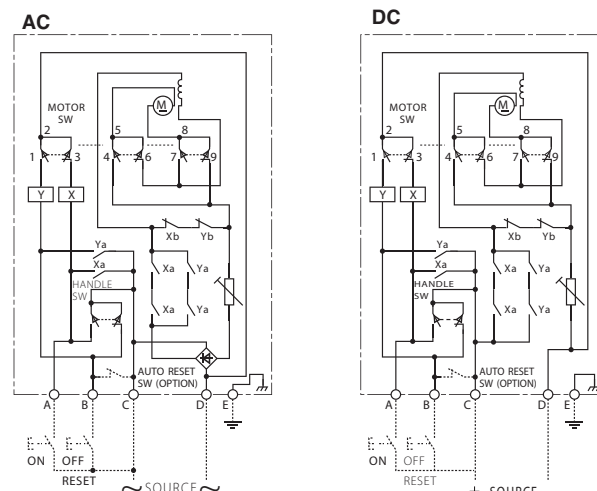 AC
MOTOR
SW
2
1
3
5
4
6
8
7
9
M
Y
X
Xb
Yb
Ya
Xa
HANDLE
SW
Xa
Ya
Xa
Ya
AUTO RESET
SW (OPTION)
A
B
C
D
E
ON
OFF
RESET
SOURCE
DC
MOTOR
SW
2
1
3
5
4
6
8
7
9
M
Y
X
Xb
Yb
Ya
Xa
HANDLE
SW
Xa
Ya
Xa
Ya
AUTO RESET
SW (OPTION)
A
B
C
D
E
ON
OFF
RESET
+ SOURCE -